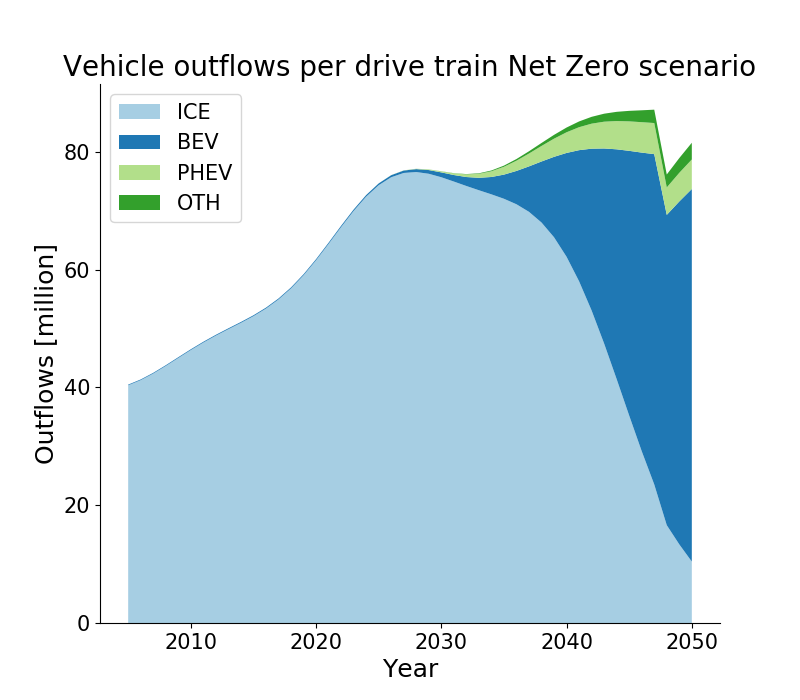 Vehicle outflows per drive train Net Zero scenario
ICE
BEV
PHEV
OTH
Outflows [million]
80
60
40
20
0
2010 2020 2030 2040 2050
Year